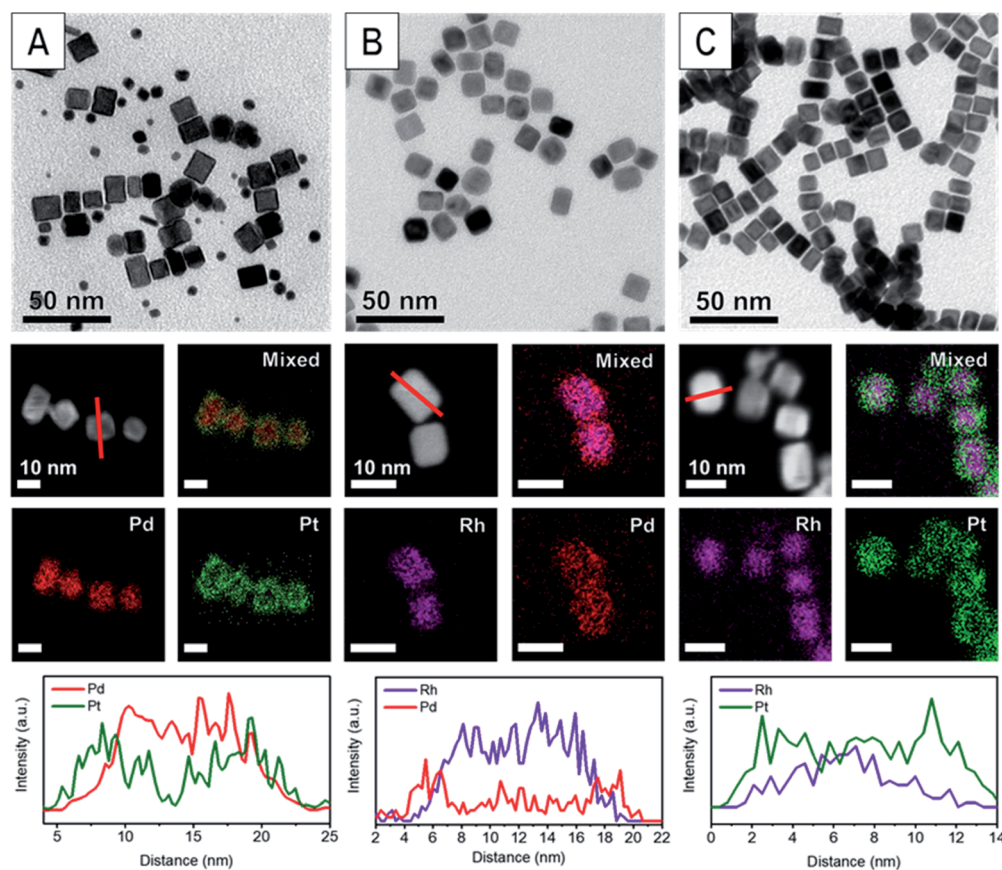 A
B
C
50 nm
50 nm
50 nm
Mixed
Mixed
Mixed
10 nm
10 nm
10 nm
Pd
Pt
Rh
Pd
Rh
Pt
Pd
Pt
Intensity (a.u.)
5 10 15 20 25
Distance (nm)
Rh
Pd
Intensity (a.u.)
2 4 6 8 10 12 14 16 18 20 22
Distance (nm)
Rh
Pt
Intensity (a.u.)
0 2 4 6 8 10 12 14
Distance (nm)